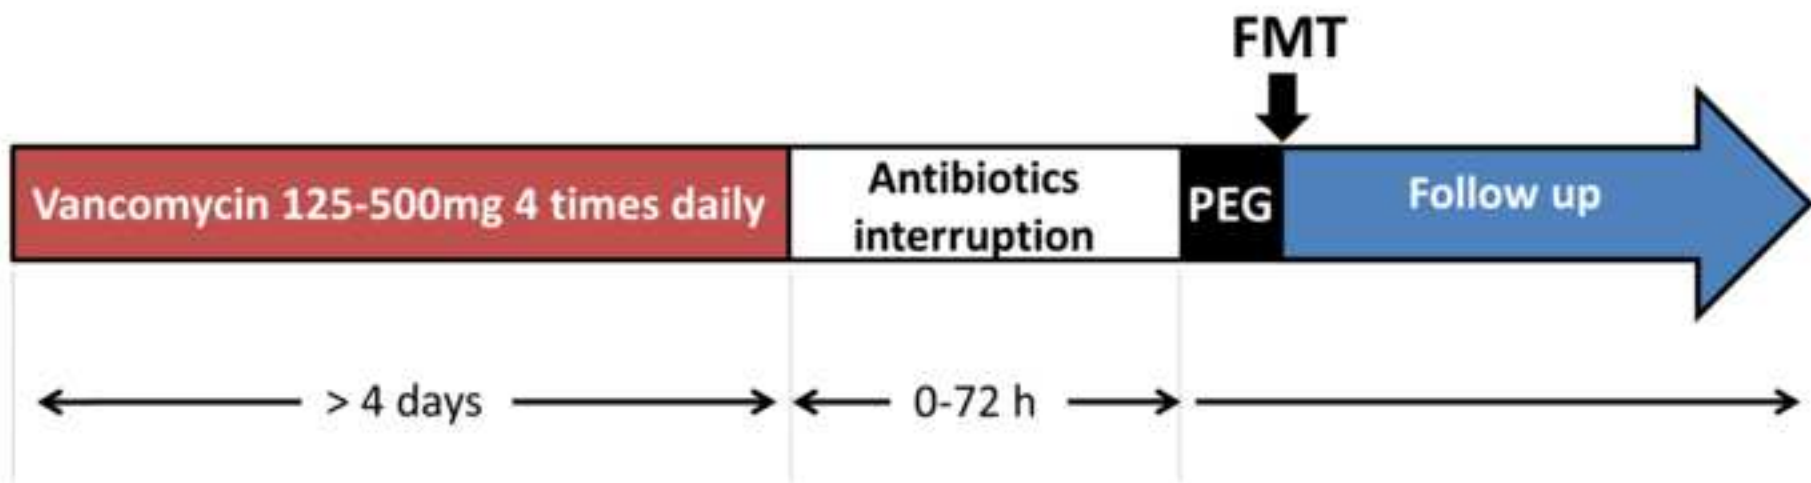 FMT
Vancomycin 125-500mg 4 times daily
Antibiotics
interruption
PEG
Follow up
> 4 days
0-72 h